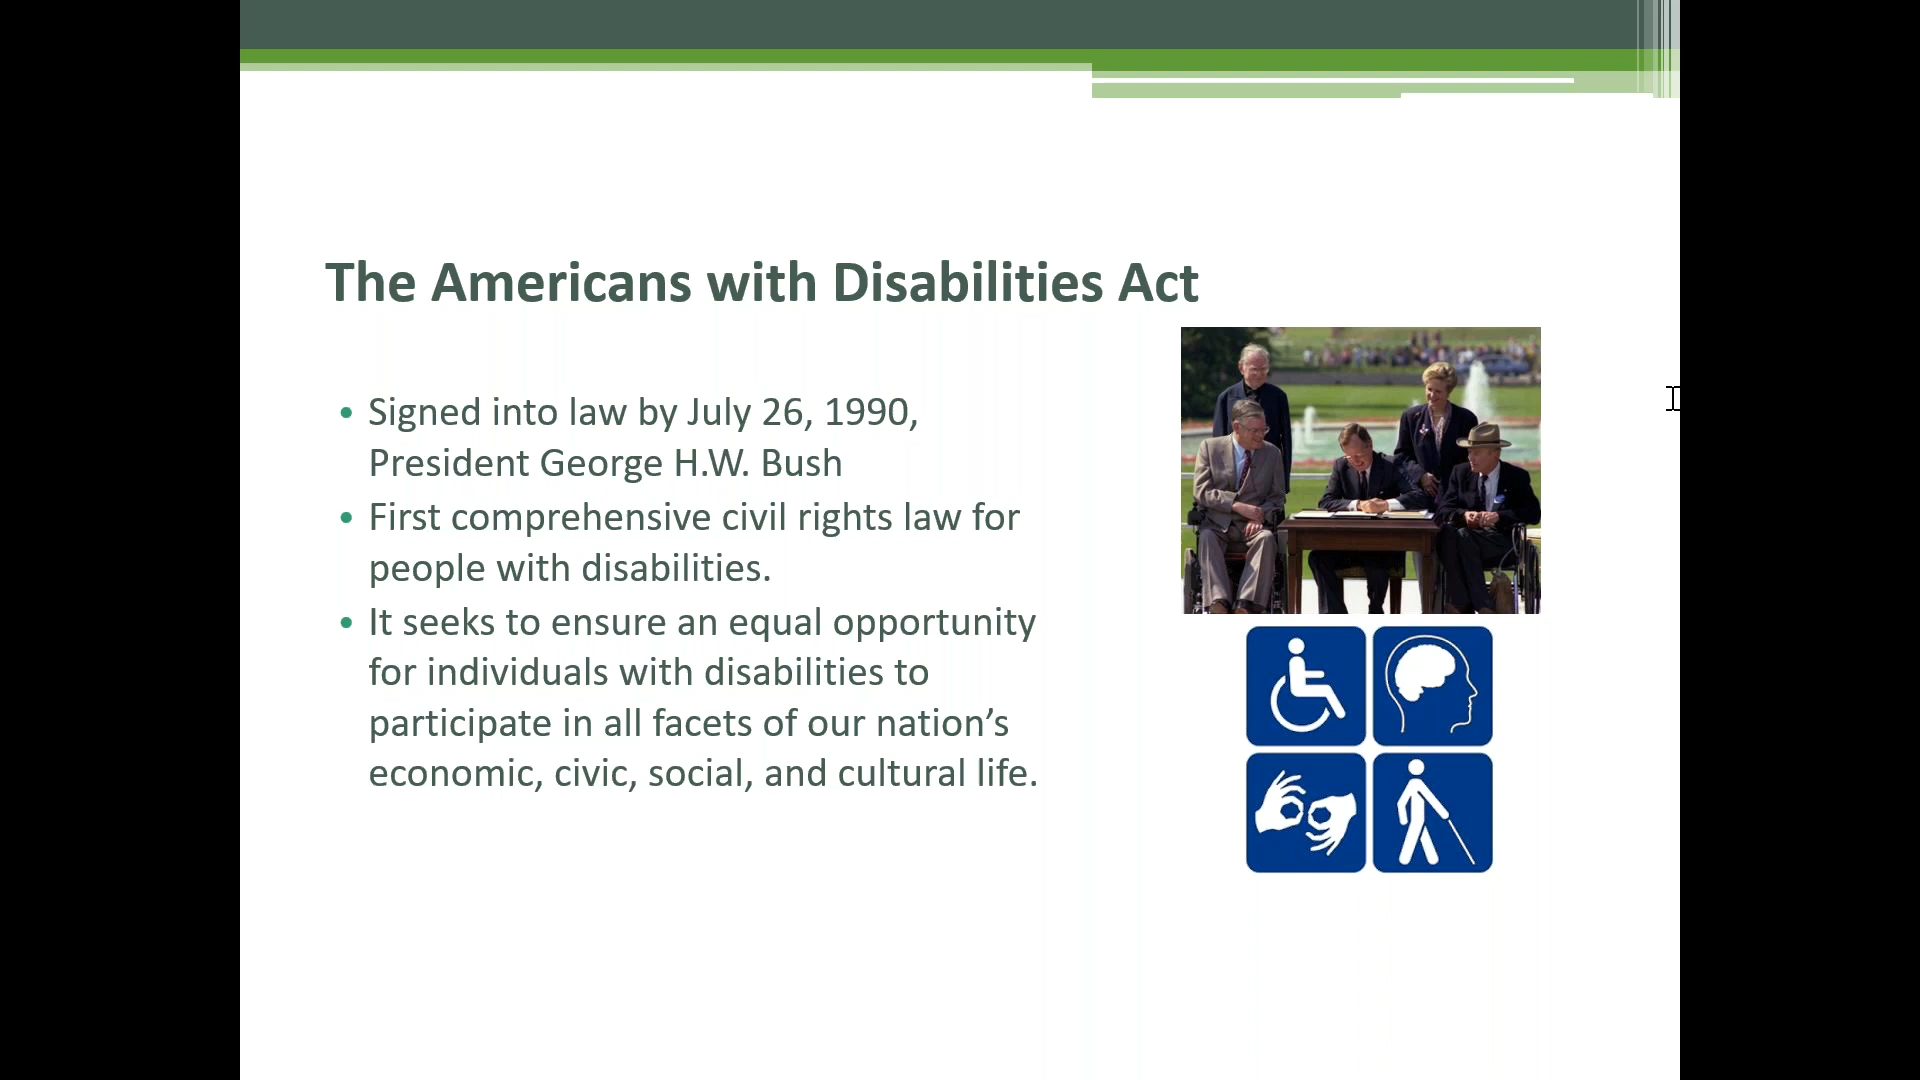 The Americans with Disabilities Act
• Signed into law by July 26, 1990,
President George H.W. Bush
• First comprehensive civil rights law for
people with disabilities.
• It seeks to ensure an equal opportunity
for individuals with disabilities to
participate in all facets of our nation’s
economic, civic, social, and cultural life.